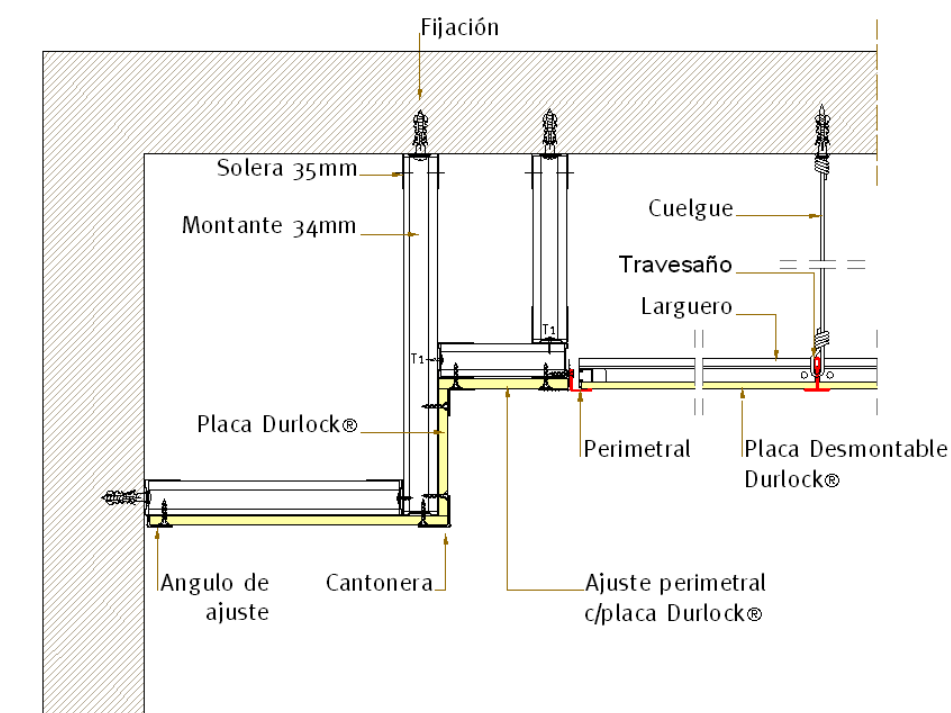 Fijación
Solera 35mm
Montante 34mm
Cuelgue
Travesaño
Larguero
T1
T1
Placa Durlock®
Perimetral
Placa Desmontable
Durlock®
Angulo de
ajuste
Cantonera
Ajuste perimetral
c/placa Durlock®